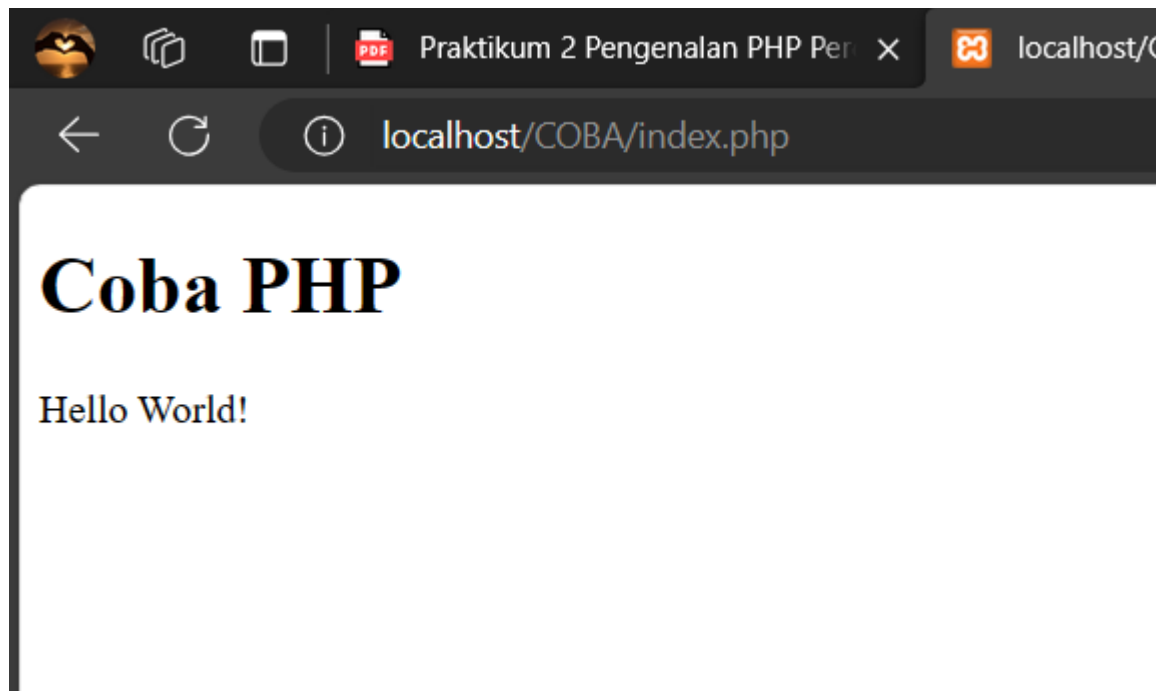 Praktikum 2 Pengenalan PHP Per
localhost/
localhost/COBA/index.php
Coba PHP
Hello World!